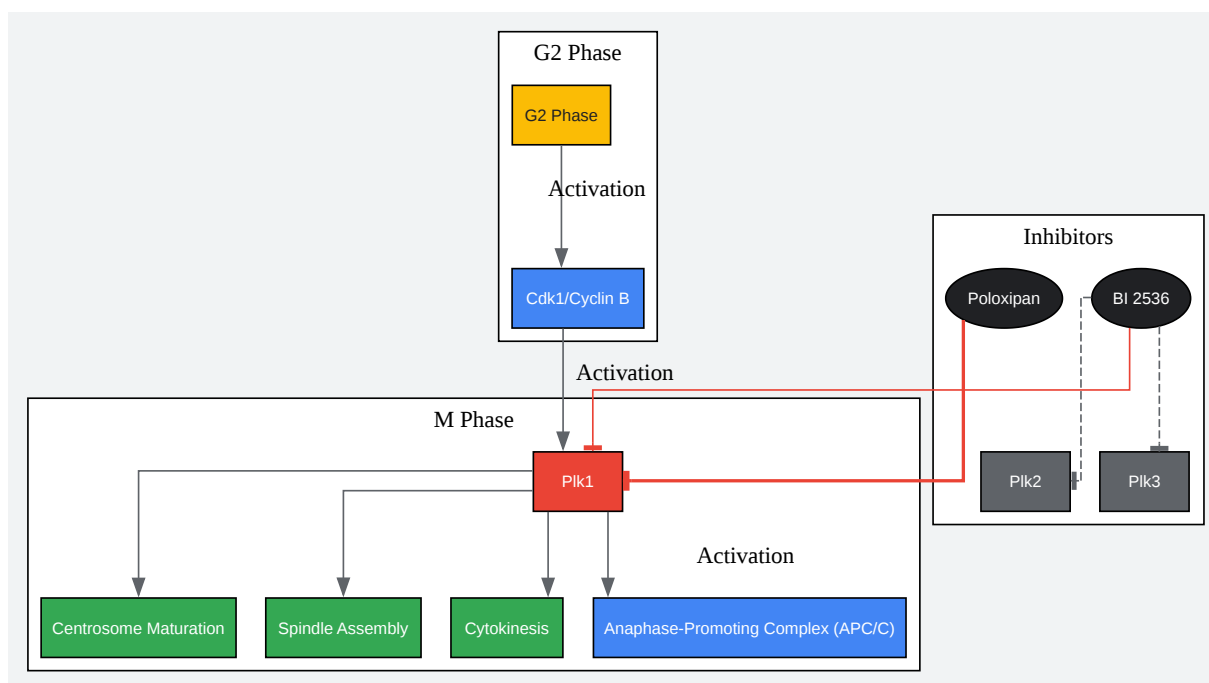 G2 Phase
G2 Phase
Activation
Cdk1/Cyclin B
Activation
Inhibitors
Poloxipan
BI 2536
Plk2
Plk3
M Phase
Plk1
Activation
Centrosome Maturation
Spindle Assembly
Cytokinesis
Anaphase-Promoting Complex (APC/C)